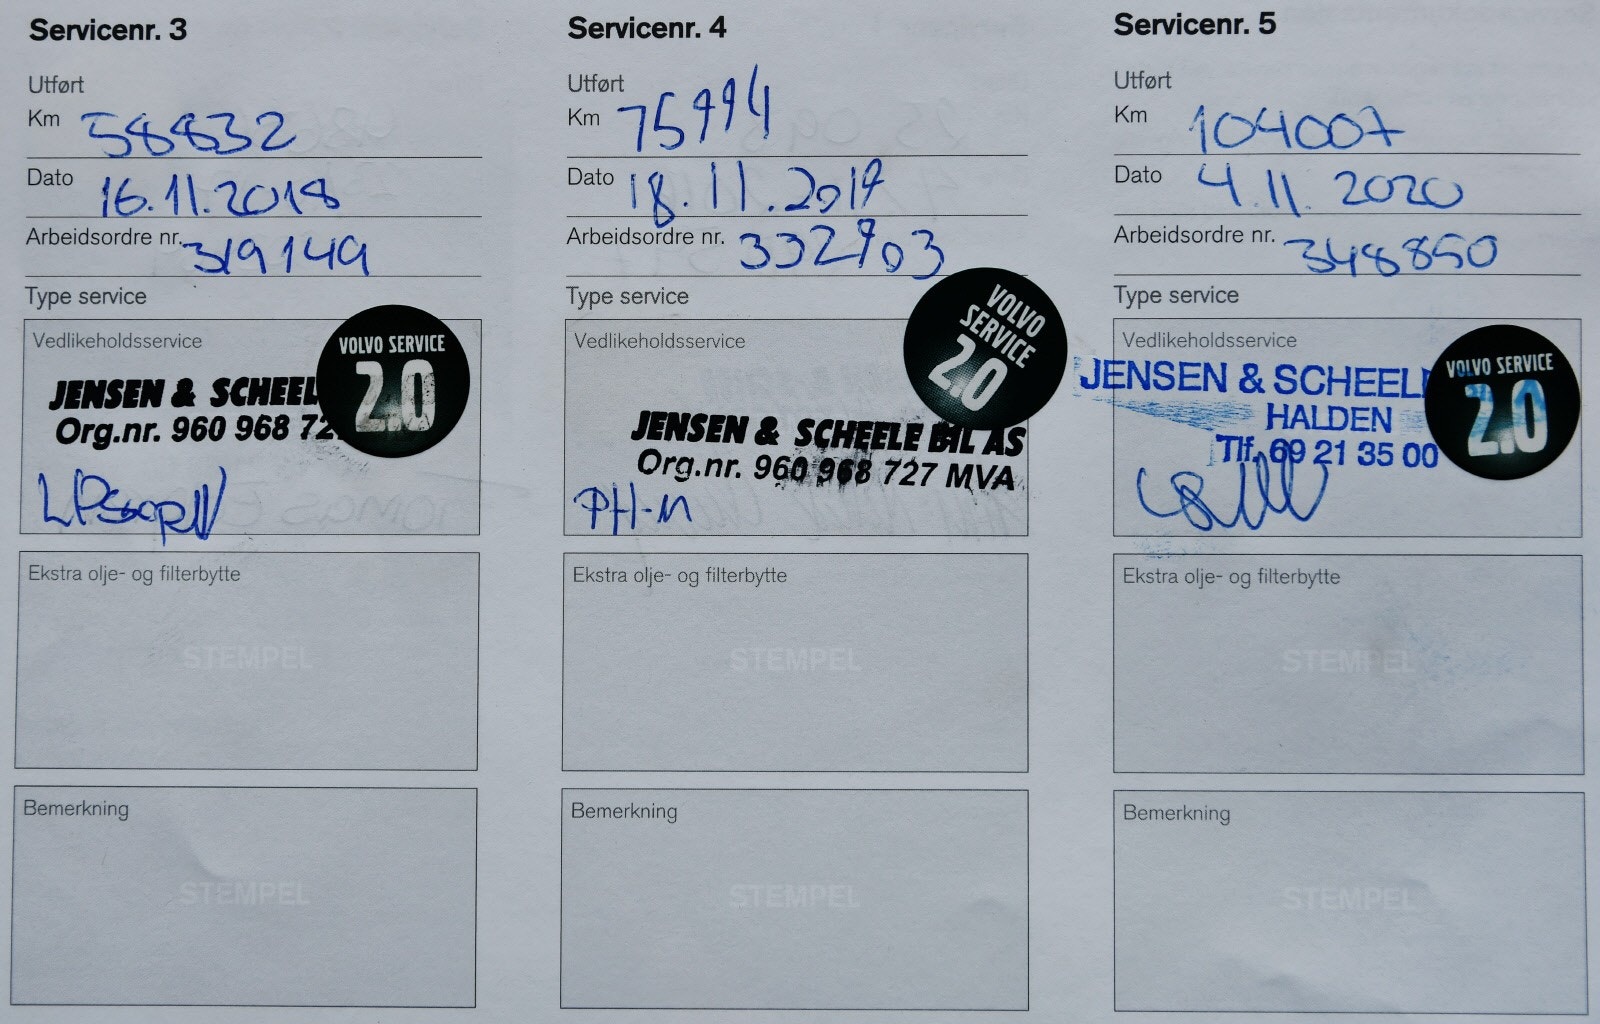 Servicenr. 3
Utført
Km 58832
Dato 16.11.2018
Arbeidsordre nr. 319149
Type service
Vedlikeholdsservice
VOLVO SERVICE
2.0
JENSEN & SCHEEL
Org.nr. 960 968 72
Ekstra olje- og filterbytte
STEMPEL
Bemerkning
STEMPEL
Servicenr. 4
Utført
Km 75994
Dato 18.11.2019
Arbeidsordre nr. 332903
Type service
Vedlikeholdsservice
VOLVO
SERVICE
2.0
JENSEN & SCHEELE BIL AS
Org.nr. 960 968 727 MVA
Ekstra olje- og filterbytte
STEMPEL
Bemerkning
STEMPEL
Servicenr. 5
Utført
Km 104007
Dato 4.11.2020
Arbeidsordre nr. 348850
Type service
Vedlikeholdsservice
VOLVO SERVICE
2.0
JENSEN & SCHEEL
HALDEN
Tlf. 69 21 35 00
Ekstra olje- og filterbytte
STEMPEL
Bemerkning
STEMPEL